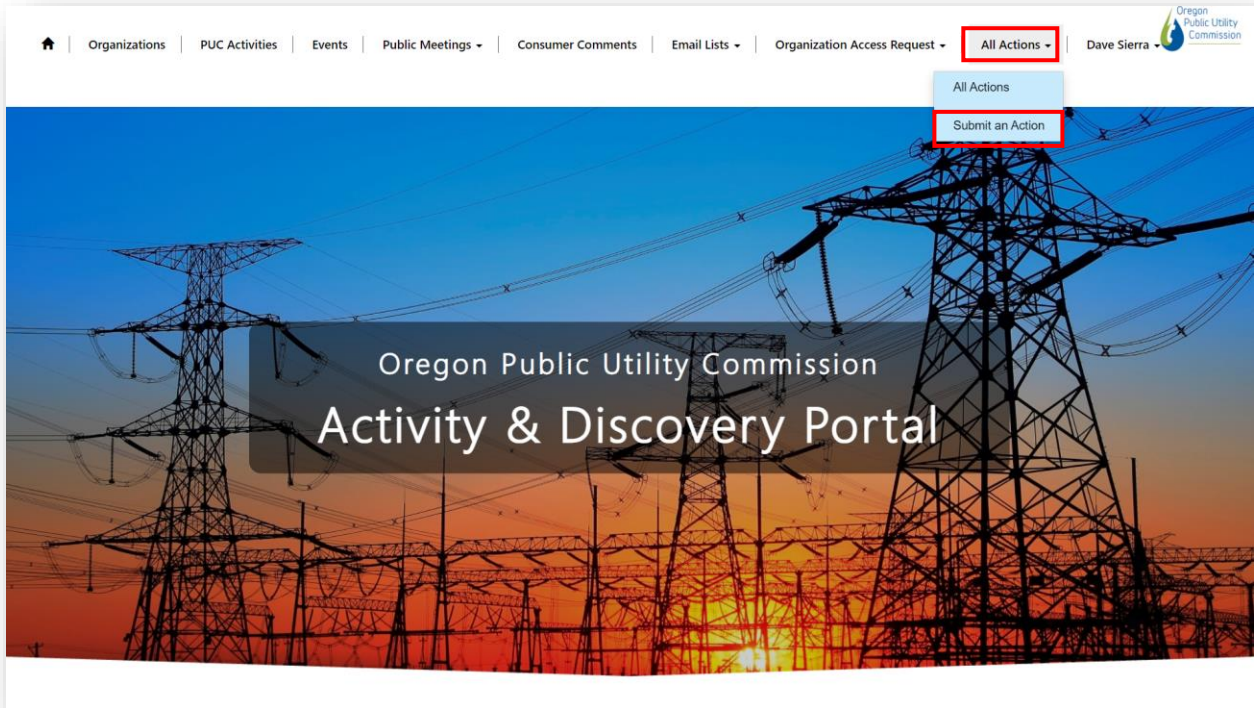 Oregon
Public Utility
Commission
Organizations
PUC Activities
Events
Public Meetings
Consumer Comments
Email Lists
Organization Access Request
All Actions
Dave Sierra
All Actions
Submit an Action
Oregon Public Utility Commission
Activity & Discovery Portal